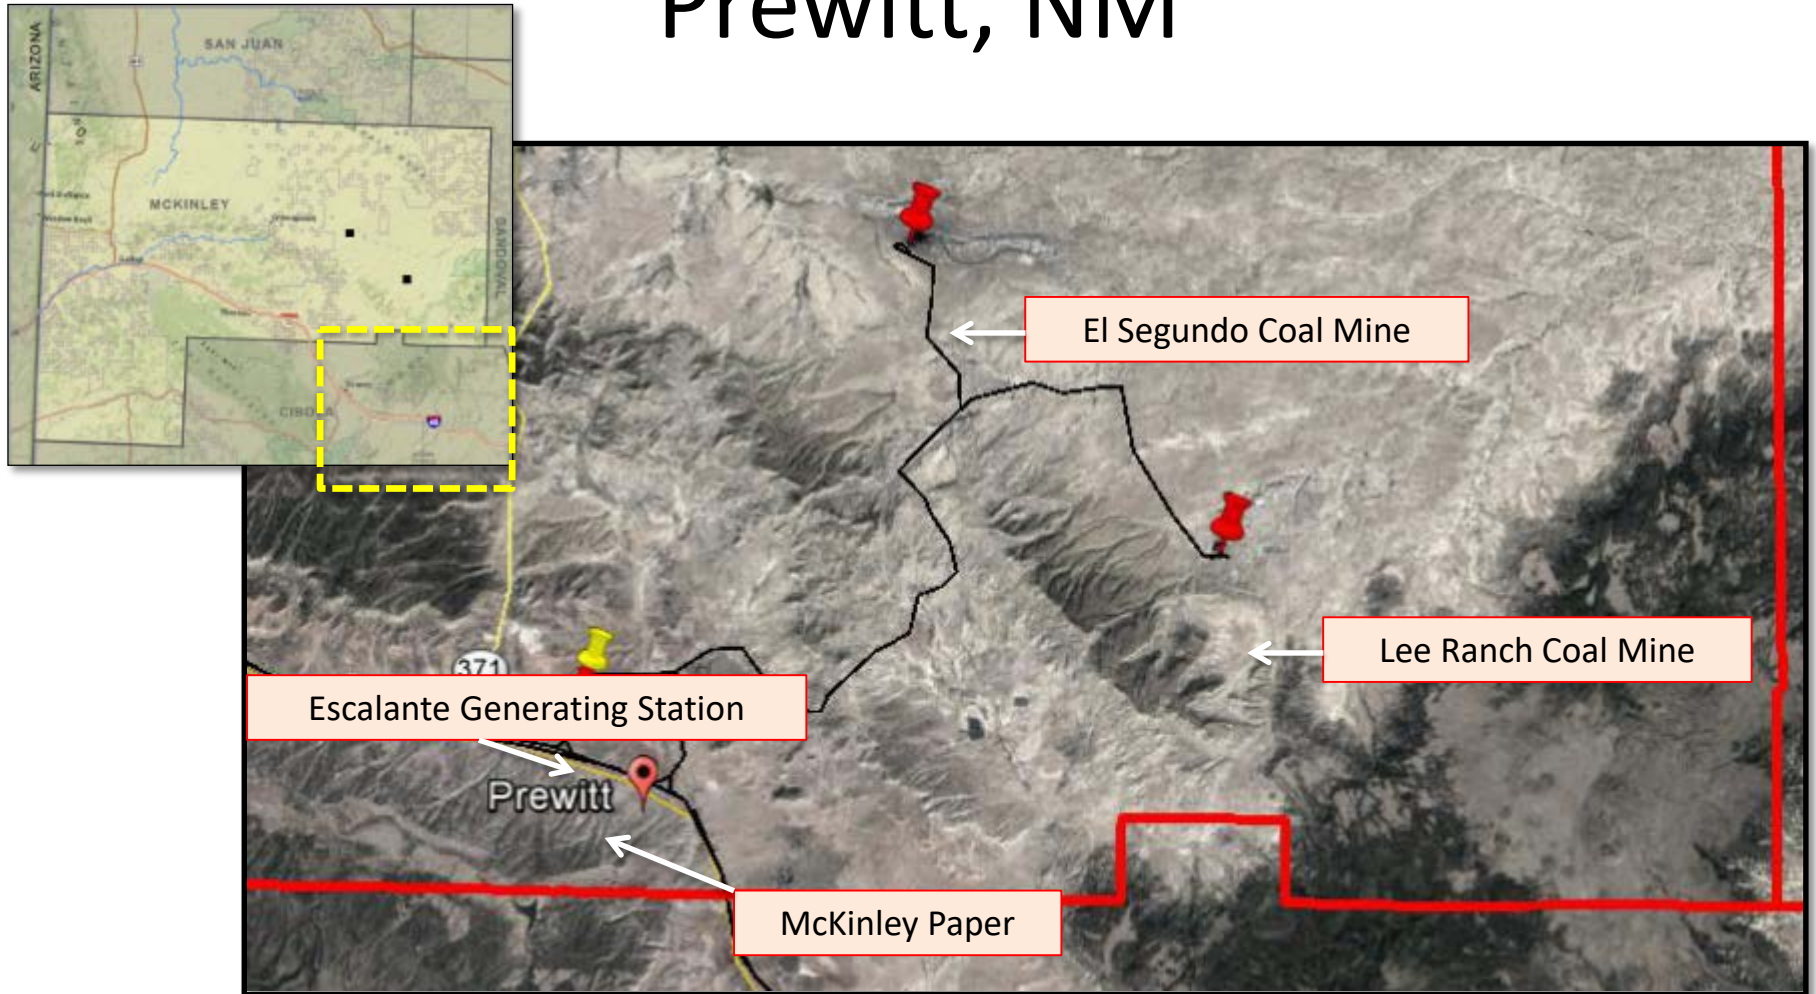 Prewitt, NM
ARIZONA
SAN JUAN
MCKINLEY
SANDOVAL
CIBOLA
El Segundo Coal Mine
Lee Ranch Coal Mine
371
Escalante Generating Station
Prewitt
McKinley Paper